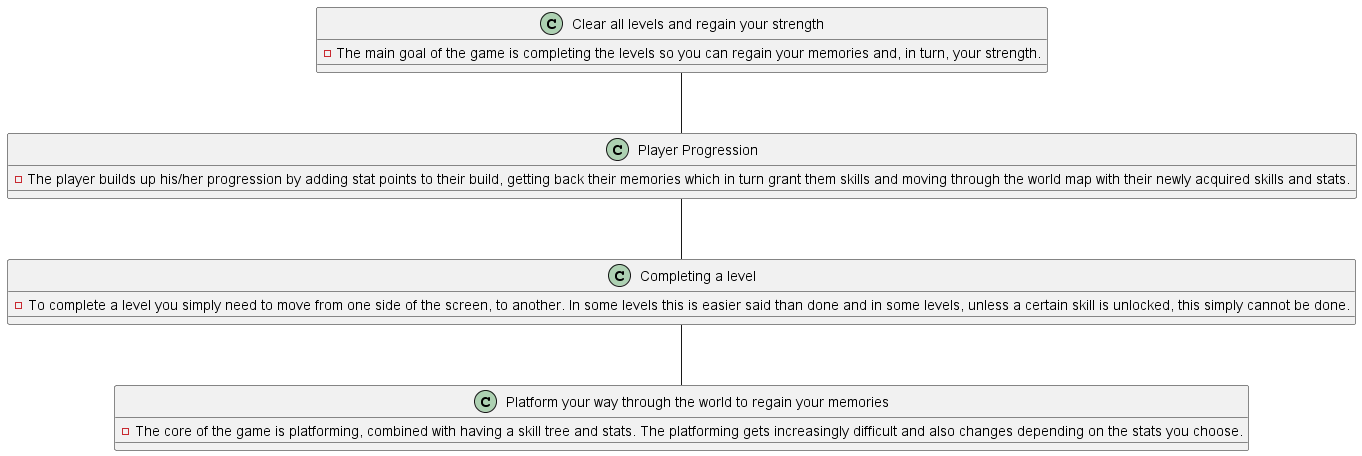 C Clear all levels and regain your strength
The main goal of the game is completing the levels so you can regain your memories and, in turn, your strength.
C Player Progression
The player builds up his/her progression by adding stat points to their build, getting back their memories which in turn grant them skills and moving through the world map with their newly acquired skills and stats.
C Completing a level
To complete a level you simply need to move from one side of the screen, to another. In some levels this is easier said than done and in some levels, unless a certain skill is unlocked, this simply cannot be done.
C Platform your way through the world to regain your memories
The core of the game is platforming, combined with having a skill tree and stats. The platforming gets increasingly difficult and also changes depending on the stats you choose.